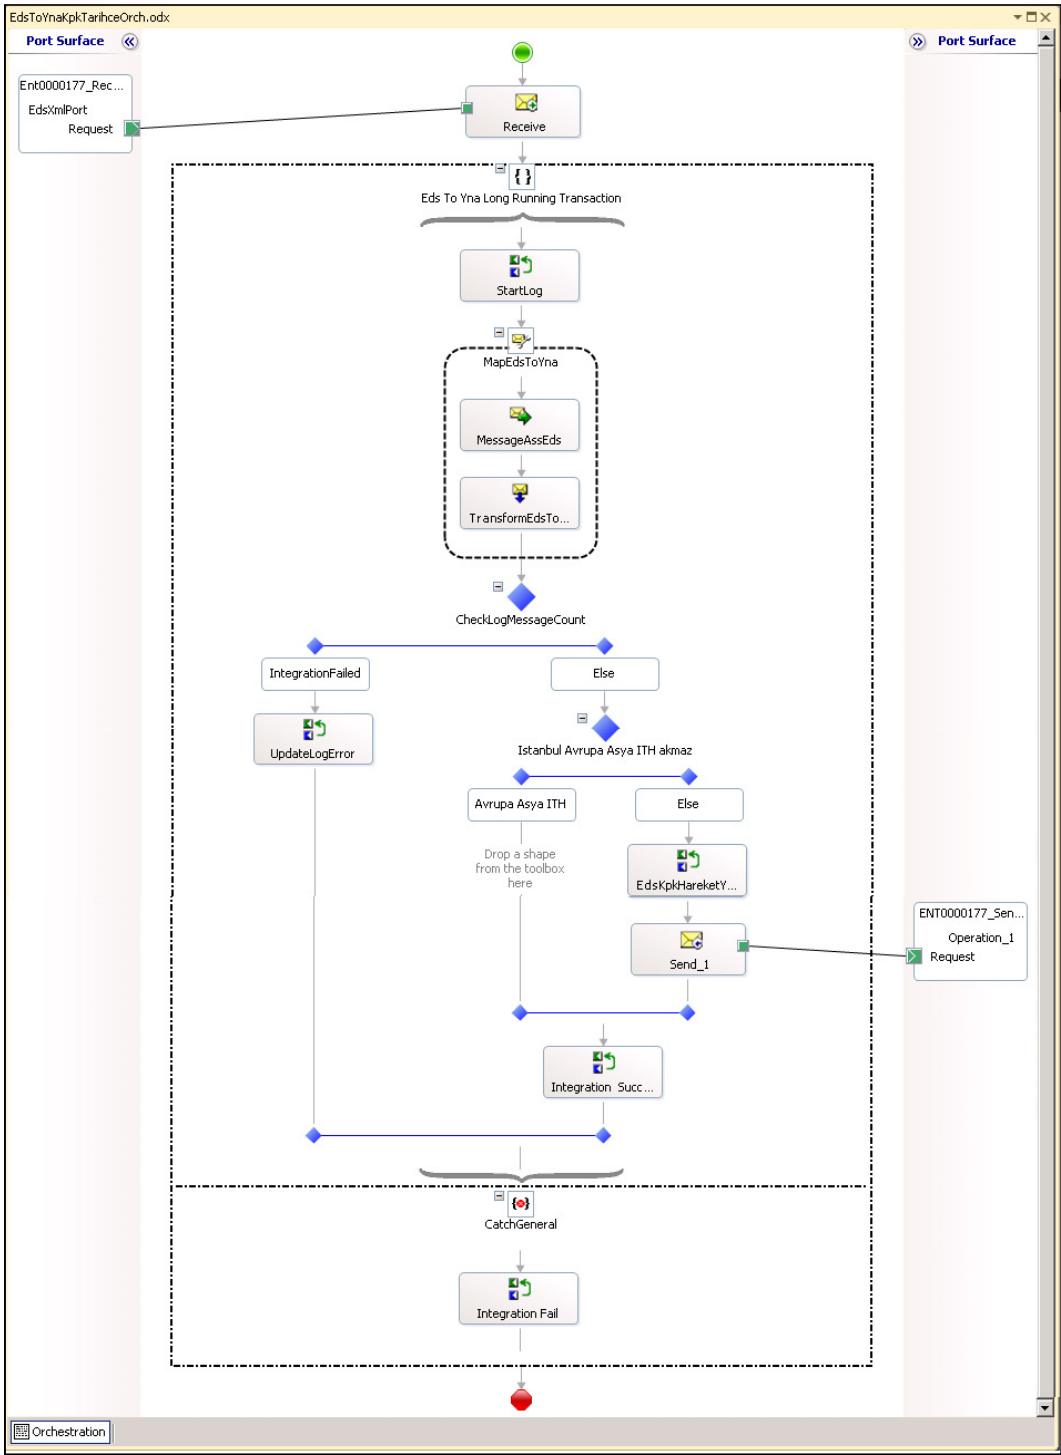 EdsToYnaKpkTarihceOrch.odx
Port Surface
Port Surface
Ent0000177_Rec...
EdsXmlPort
Request
Receive
Eds To Yna Long Running Transaction
StartLog
MapEdsToYna
MessageAssEds
TransformEdsTo...
CheckLogMessageCount
IntegrationFailed
Else
UpdateLogError
Istanbul Avrupa Asya ITH akmaz
Avrupa Asya ITH
Else
Drop a shape
from the toolbox
here
EdsKpkHareketY...
Send_1
ENT0000177_Sen...
Operation_1
Request
Integration Succ...
CatchGeneral
Integration Fail
Orchestration